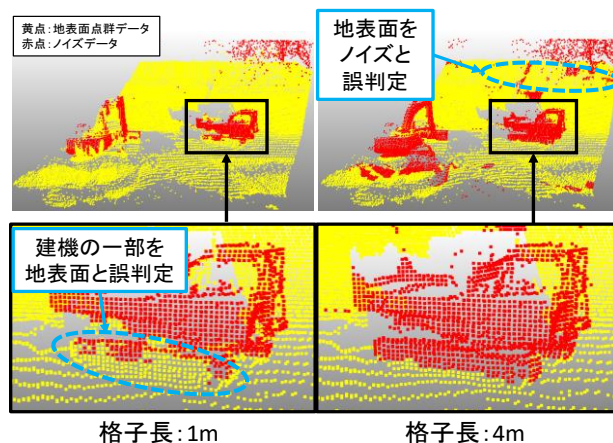 黄点:地表面点群データ
赤点:ノイズデータ
地表面を
ノイズと
誤判定
建機の一部を
地表面と誤判定
格子長:1m
格子長:4m